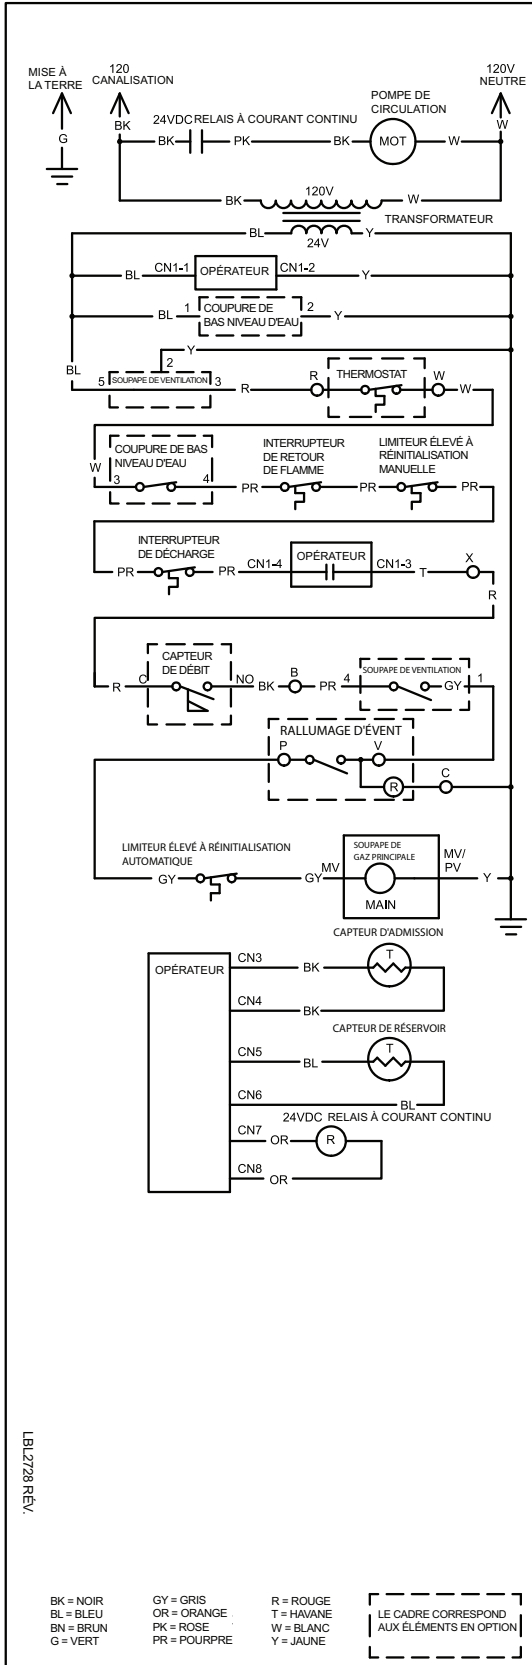 MISE À
LA TERRE
120
CANALISATION
120V
NEUTRE
POMPE DE
CIRCULATION
G
BK
W
24VDC RELAIS À COURANT CONTINU
BK
PK
BK
MOT
W
120V
BK
W
TRANSFORMATEUR
BL
24V
Y
BL
CN1-1
OPÉRATEUR
CN1-2
Y
BL
1
COUPURE DE
BAS NIVEAU D'EAU
2
Y
Y
2
BL
5
SOUPAPE DE VENTILATION
3
R
R
THERMOSTAT
W
W
W
COUPURE DE BAS
NIVEAU D'EAU
3
4
PR
INTERRUPTEUR
DE RETOUR
DE FLAMME
PR
LIMITEUR ÉLEVÉ À
RÉINITIALISATION
MANUELLE
PR
INTERRUPTEUR
DE DÉCHARGE
PR
PR
CN1-4
OPÉRATEUR
CN1-3
T
X
R
CAPTEUR
DE DÉBIT
R
C
NO
BK
B
PR
4
SOUPAPE DE VENTILATION
GY
1
RALLUMAGE D'ÉVENT
P
V
R
C
LIMITEUR ÉLEVÉ À RÉINITIALISATION
AUTOMATIQUE
GY
GY
MV
SOUPAPE DE
GAZ PRINCIPALE
MAIN
MV/
PV
Y
CAPTEUR D'ADMISSION
OPÉRATEUR
CN3
BK
T
CN4
BK
CAPTEUR DE RÉSERVOIR
CN5
BL
T
CN6
BL
24VDC RELAIS À COURANT CONTINU
CN7
OR
R
CN8
OR
LBL2728 RÉV.
BK = NOIR
BL = BLEU
BN = BRUN
G = VERT
GY = GRIS
OR = ORANGE
PK = ROSE
PR = POURPRE
R = ROUGE
T = HAVANE
W = BLANC
Y = JAUNE
LE CADRE CORRESPOND
AUX ÉLÉMENTS EN OPTION